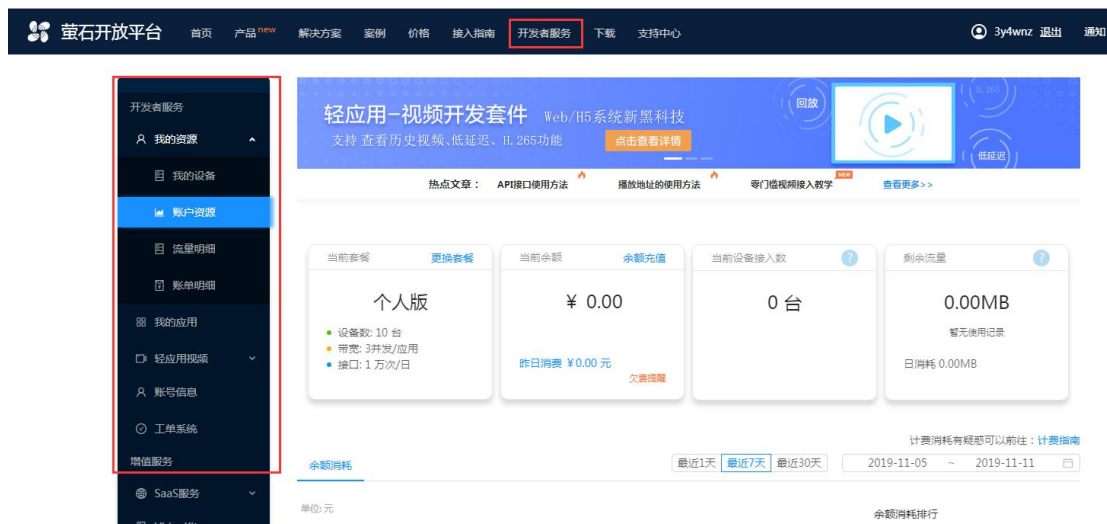 萤石开放平台 首页 产品new 解决方案 案例 价格 接入指南 开发者服务 下载 支持中心 3y4wnz 退出 通知
开发者服务
我的资源
我的设备
账户资源
流量明细
账单明细
我的应用
轻应用视频
账号信息
工单系统
增值服务
SaaS服务
轻应用-视频开发套件 Web/H5系统新黑科技
支持 查看历史视频、低延迟、H.265功能 点击查看详情
回放
H.265
低延迟
热点文章： API接口使用方法 播放地址的使用方法 零门槛视频接入教学 NEW 查看更多>>
当前套餐 更换套餐
个人版
设备数: 10 台
带宽: 3并发/应用
接口: 1 万次/日
当前余额 余额充值
¥ 0.00
昨日消费 ¥0.00 元
欠费提醒
当前设备接入数 ?
0 台
剩余流量 ?
0.00MB
暂无使用记录
日消耗 0.00MB
计费消耗有疑惑可以前往：计费指南
余额消耗 最近1天 最近7天 最近30天 2019-11-05 ~ 2019-11-11
单位: 元 余额消耗排行